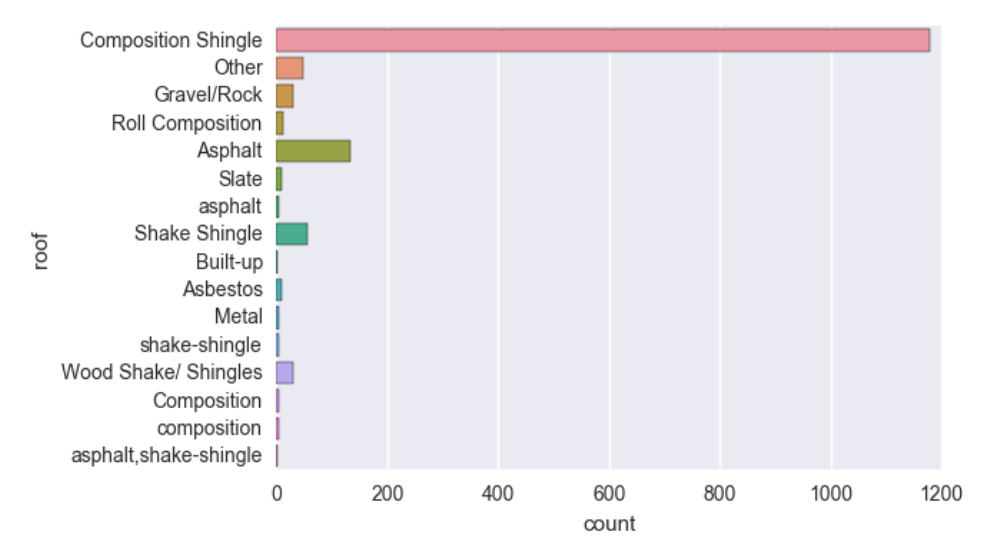 Composition Shingle
Other
Gravel/Rock
Roll Composition
Asphalt
Slate
asphalt
Shake Shingle
Built-up
Asbestos
Metal
shake-shingle
Wood Shake/ Shingles
Composition
composition
asphalt,shake-shingle
roof
0 200 400 600 800 1000 1200
count